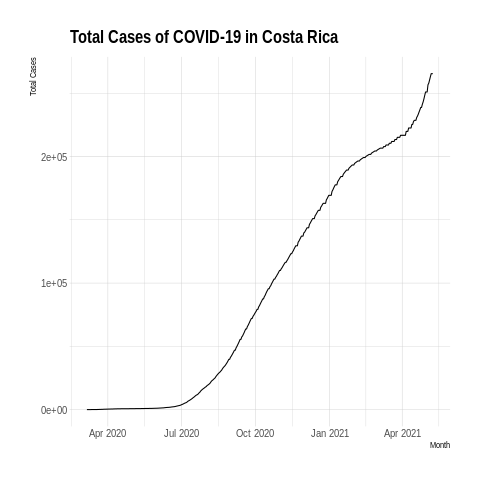 Total Cases of COVID-19 in Costa Rica
Total Cases
2e+05
1e+05
0e+00
Apr 2020 Jul 2020 Oct 2020 Jan 2021 Apr 2021
Month